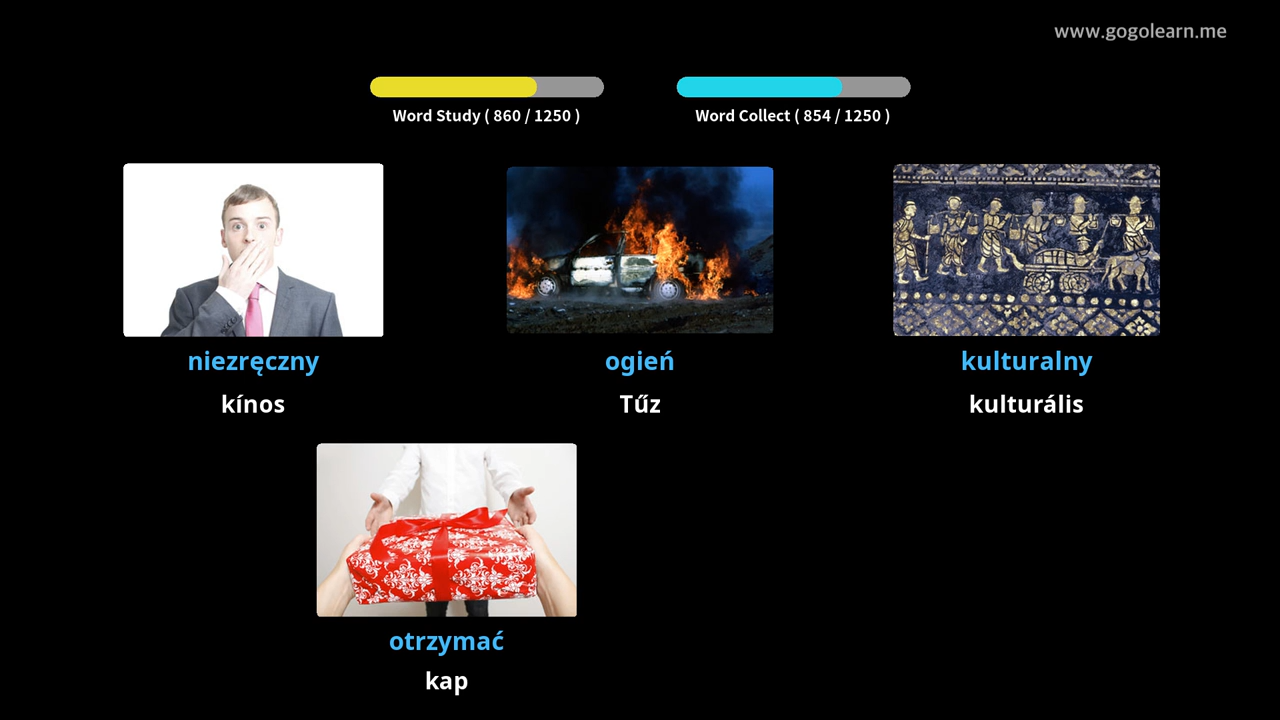 www.gogolearn.me
Word Study ( 860 / 1250 )
Word Collect ( 854 / 1250 )
niezręczny
kínos
ogień
Tűz
kulturalny
kulturális
otrzymać
kap